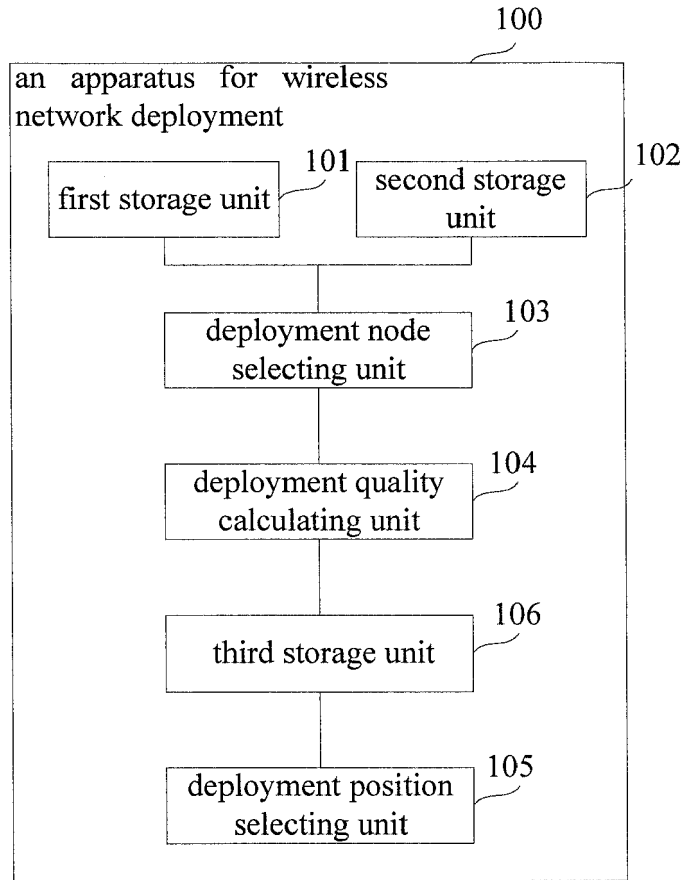 100
an apparatus for wireless
network deployment
101
102
first storage unit
second storage
unit
103
deployment node
selecting unit
104
deployment quality
calculating unit
106
third storage unit
105
deployment position
selecting unit